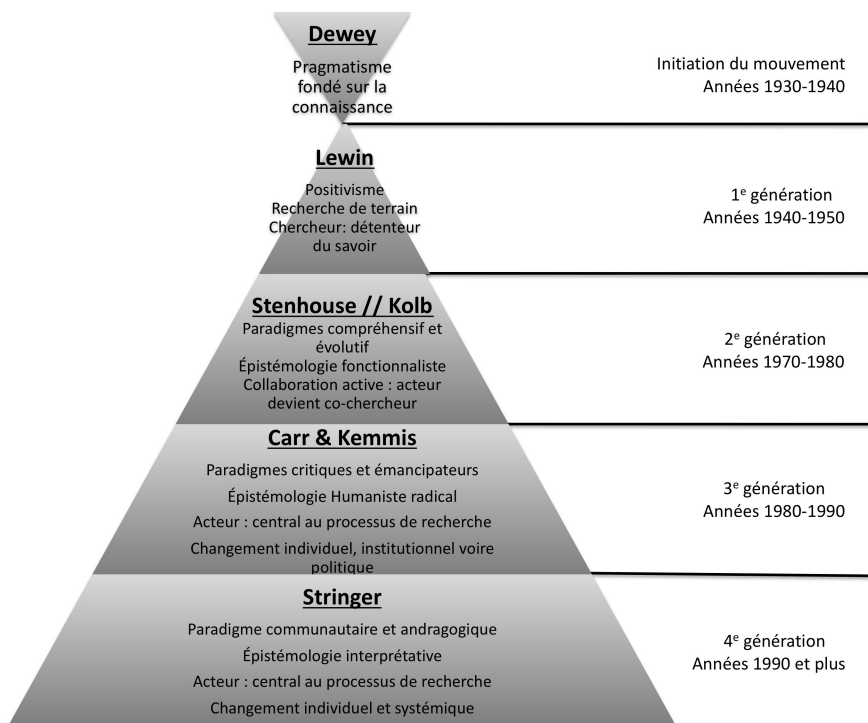 Dewey
Pragmatisme
fondé sur la
connaissance
Initiation du mouvement
Années 1930-1940
Lewin
Positivisme
Recherche de terrain
Chercheur: détenteur
du savoir
1e génération
Années 1940-1950
Stenhouse // Kolb
Paradigmes compréhensif et
évolutif
Épistémologie fonctionnaliste
Collaboration active : acteur
devient co-chercheur
2e génération
Années 1970-1980
Carr & Kemmis
Paradigmes critiques et émancipateurs
Épistémologie Humaniste radical
Acteur : central au processus de recherche
Changement individuel, institutionnel voire
politique
3e génération
Années 1980-1990
Stringer
Paradigme communautaire et andragogique
Épistémologie interprétative
Acteur : central au processus de recherche
Changement individuel et systémique
4e génération
Années 1990 et plus